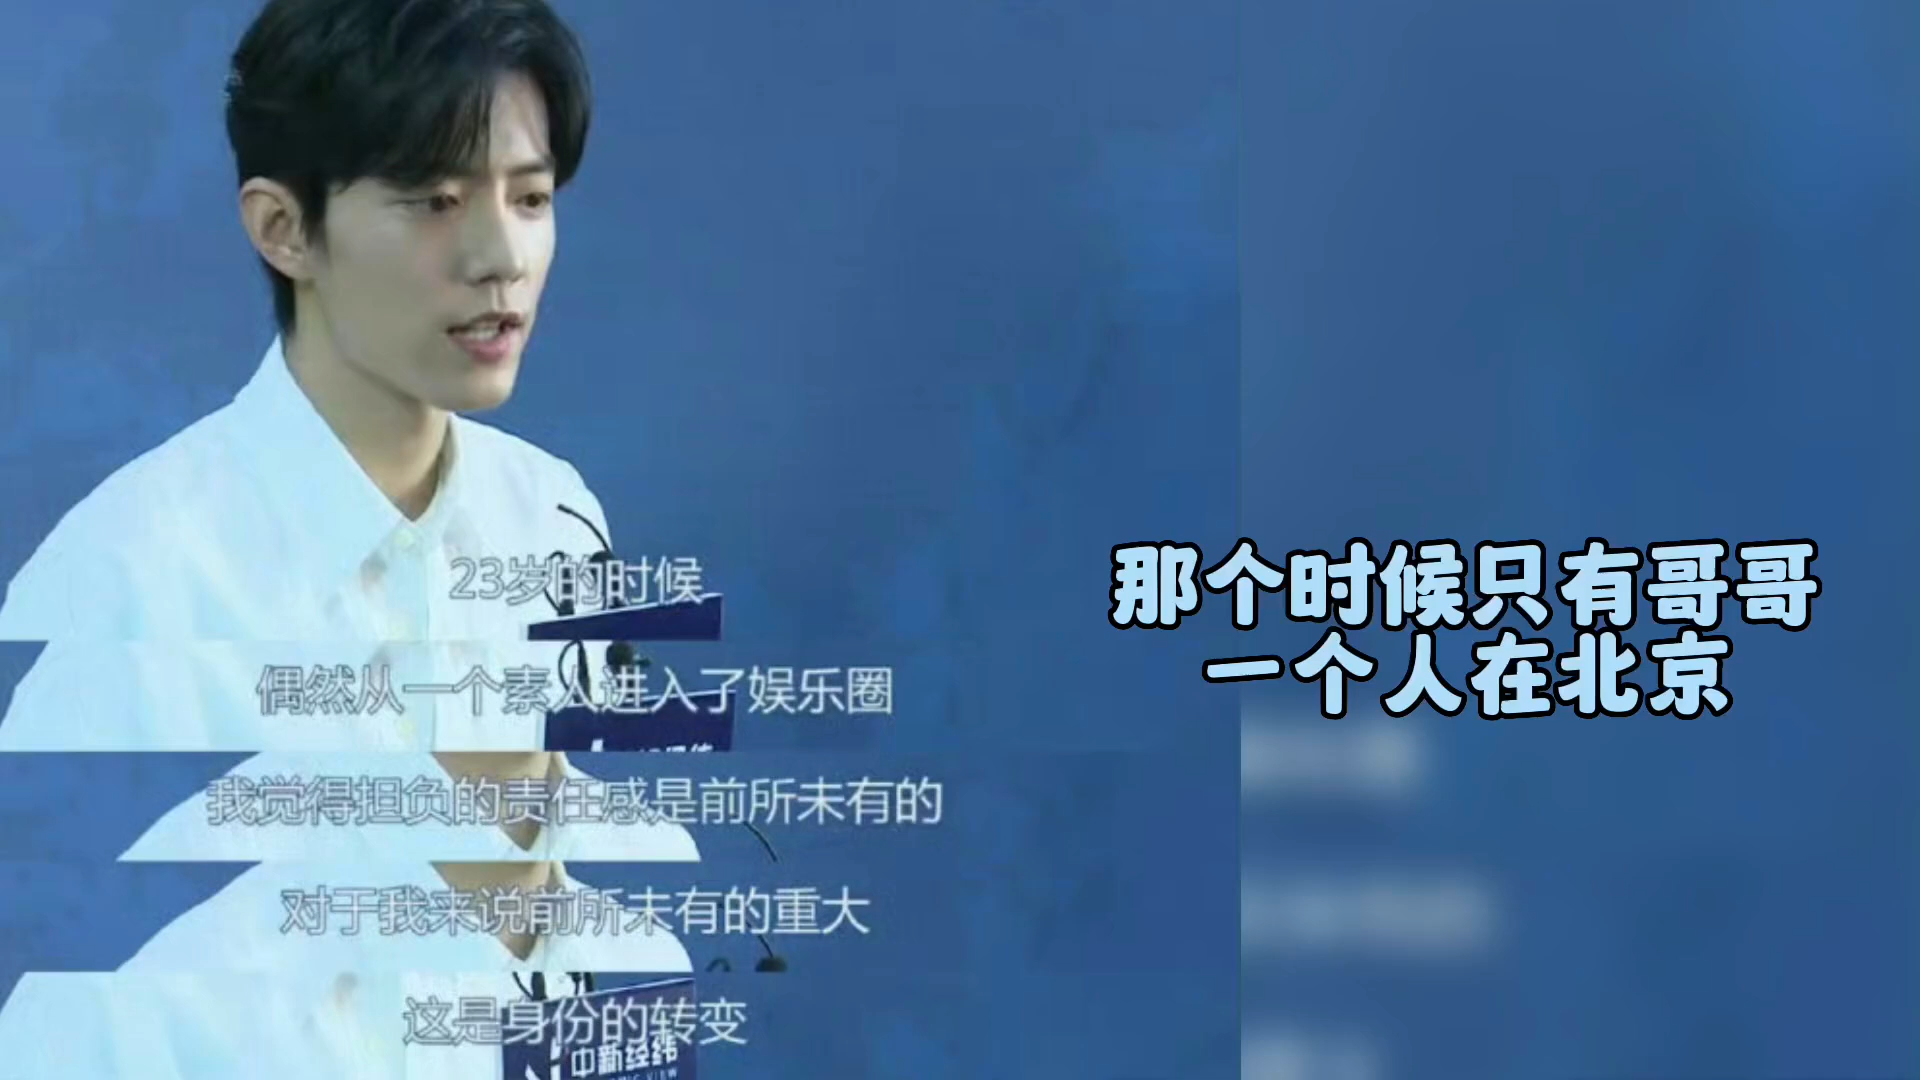 23岁的时候
偶然从一个素人进入了娱乐圈
我觉得担负的责任感是前所未有的
对于我来说前所未有的重大
这是身份的转变
中新经纬
那个时候只有哥哥
一个人在北京